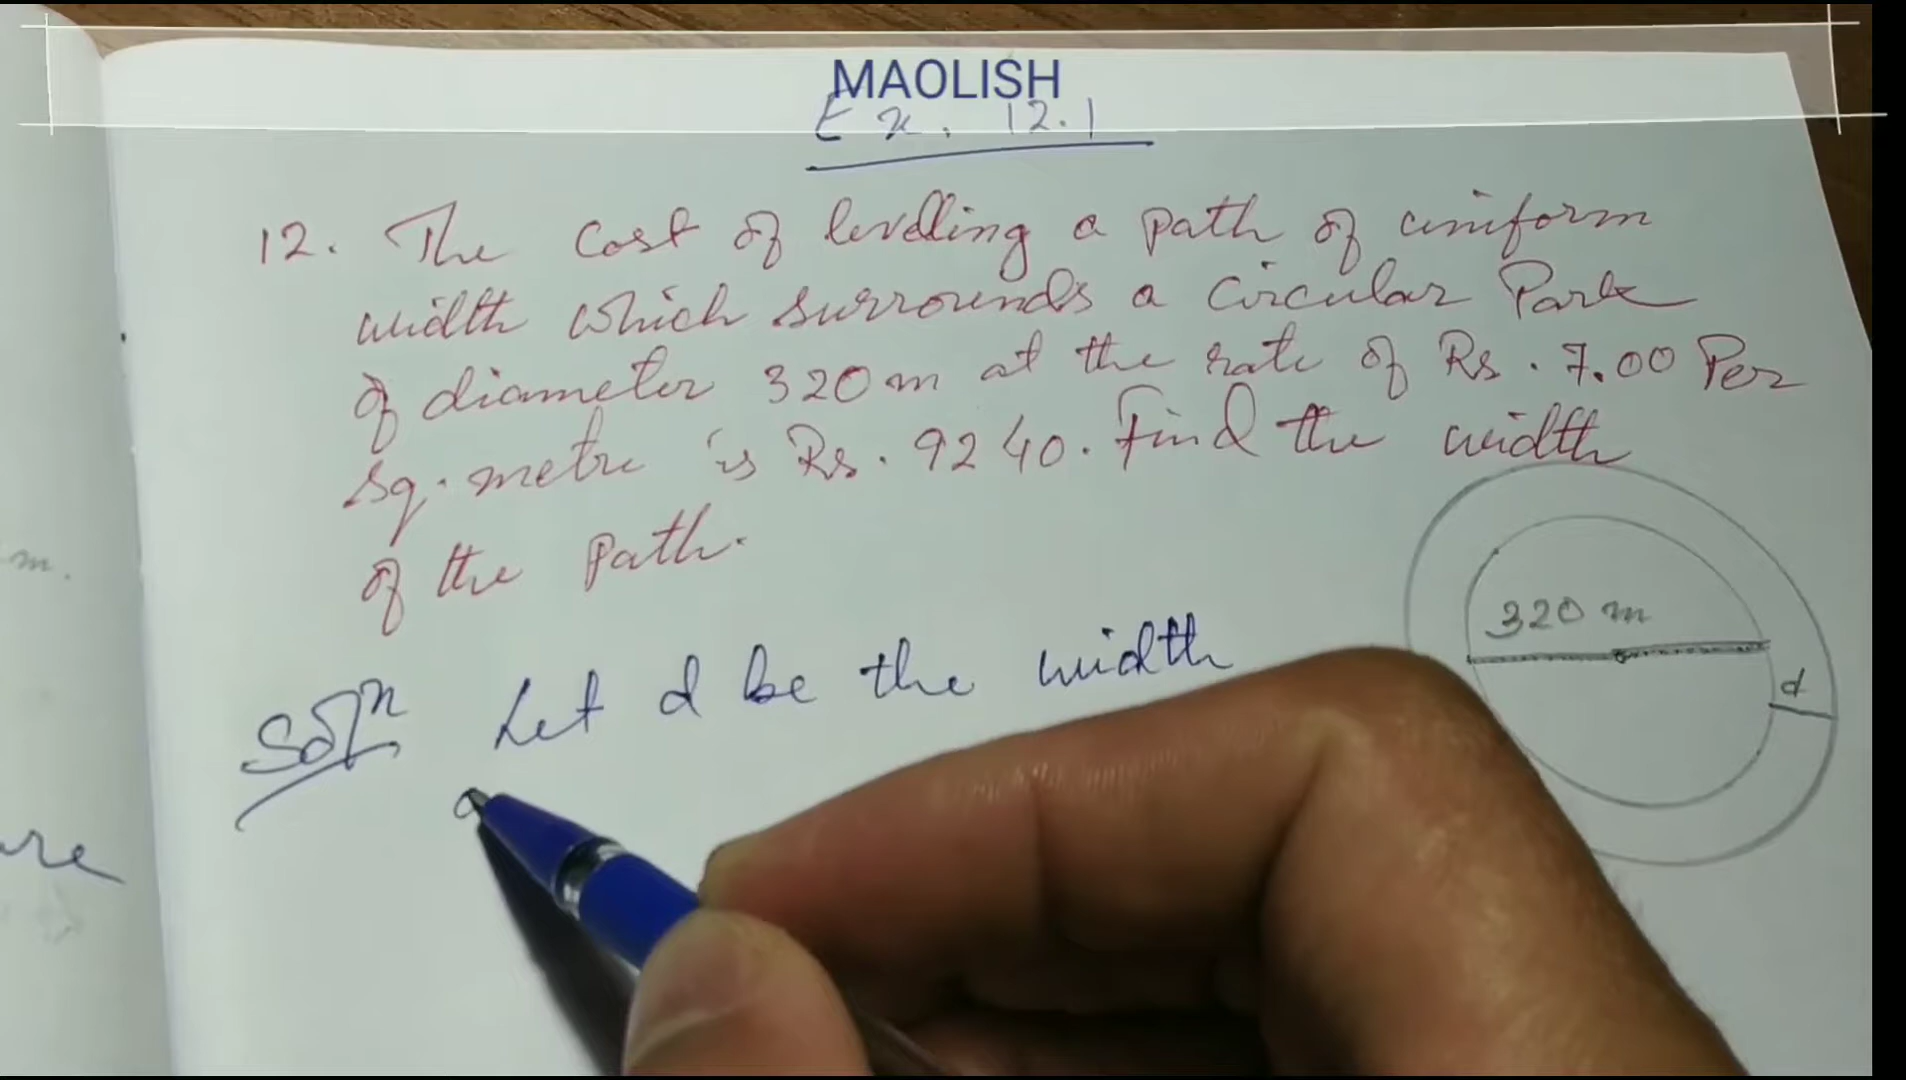 MAOLISH
Ex. 12.1
12. The Cost of levelling a path of uniform
width which surrounds a Circular Park
of diameter 320m at the rate of Rs. 7.00 Per
sq. metre is Rs. 9240. Find the width
of the Path.
320 m
d
Solⁿ Let d be the width
m.